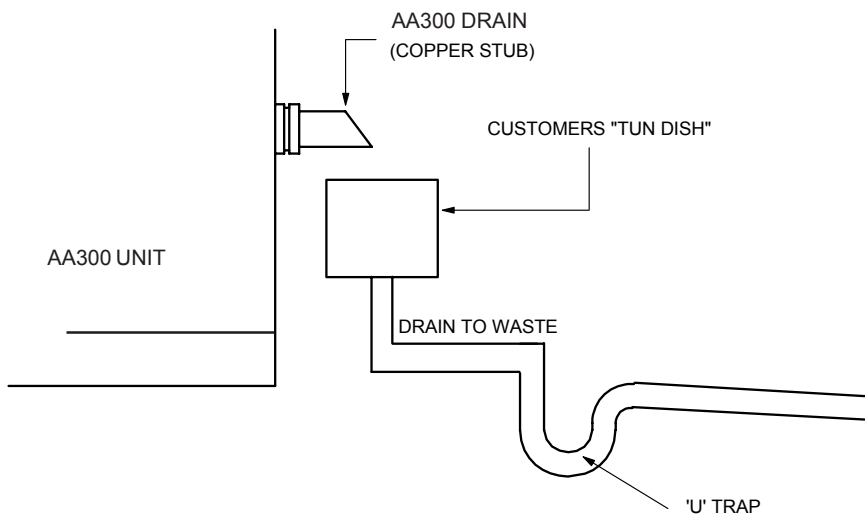 AA300 DRAIN
(COPPER STUB)
CUSTOMERS "TUN DISH"
AA300 UNIT
DRAIN TO WASTE
'U' TRAP